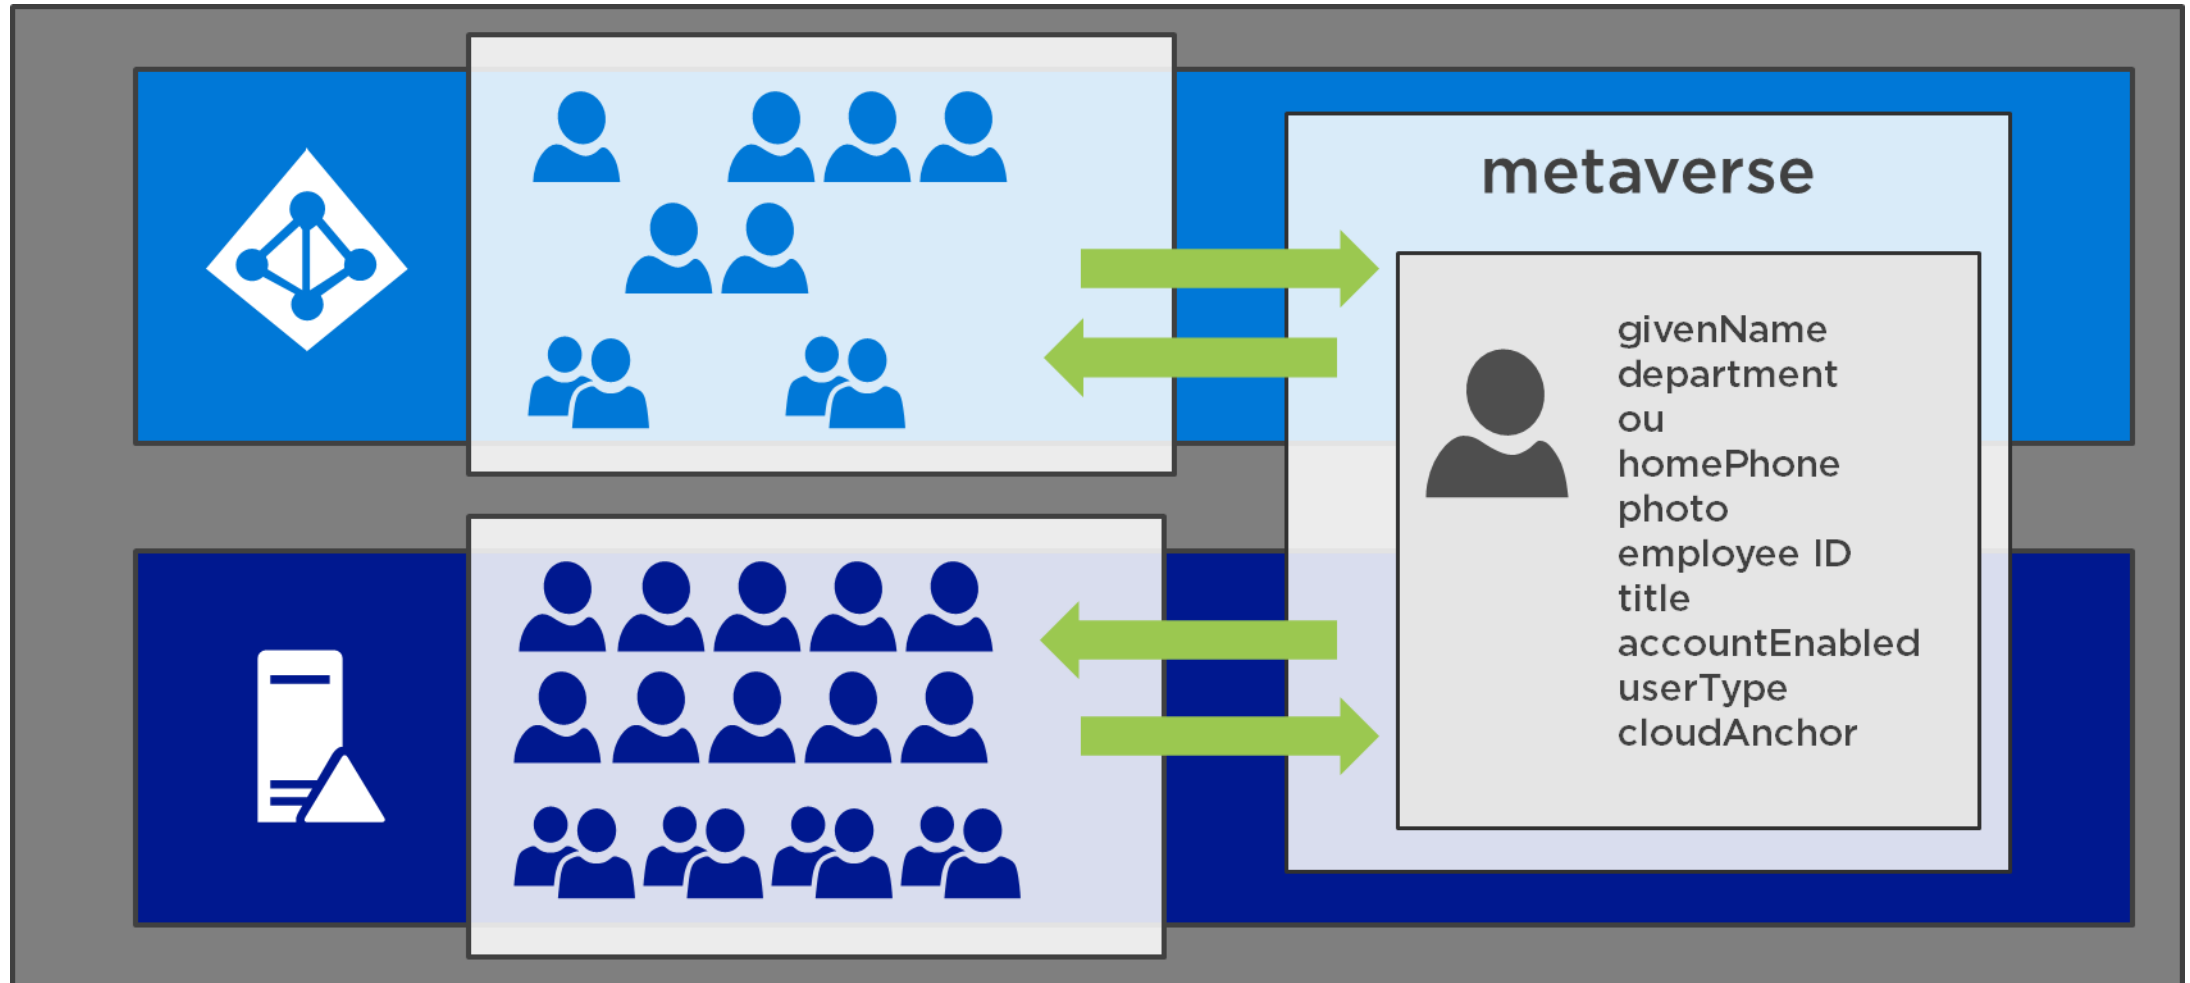 metaverse
givenName
department
ou
homePhone
photo
employee ID
title
accountEnabled
userType
cloudAnchor